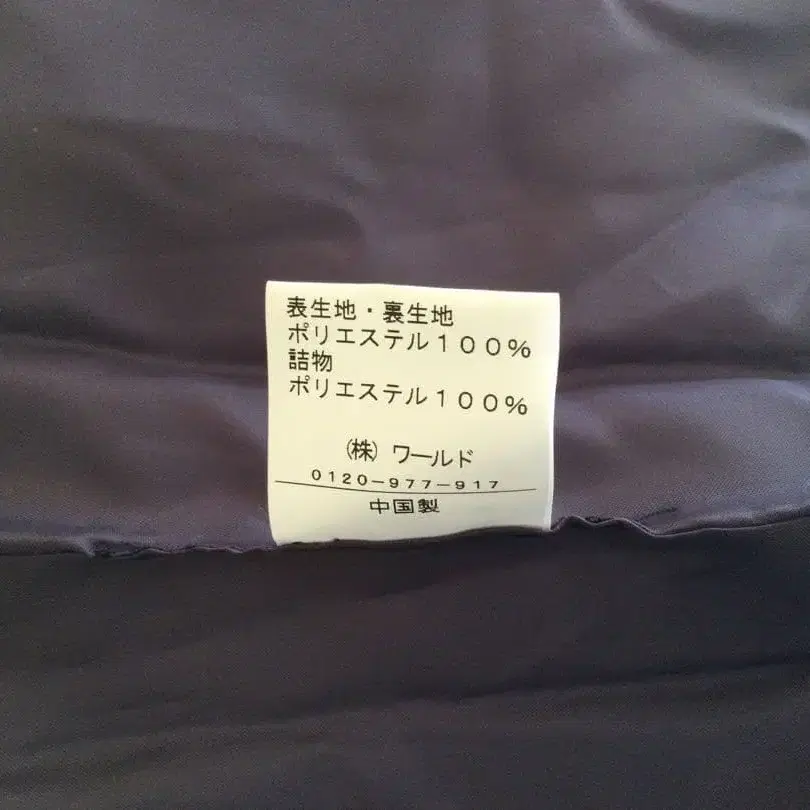 表生地・裏生地
ポリエステル１００％
詰物
ポリエステル１００％
（株）ワールド
０１２０－９７７－９１７
中国製